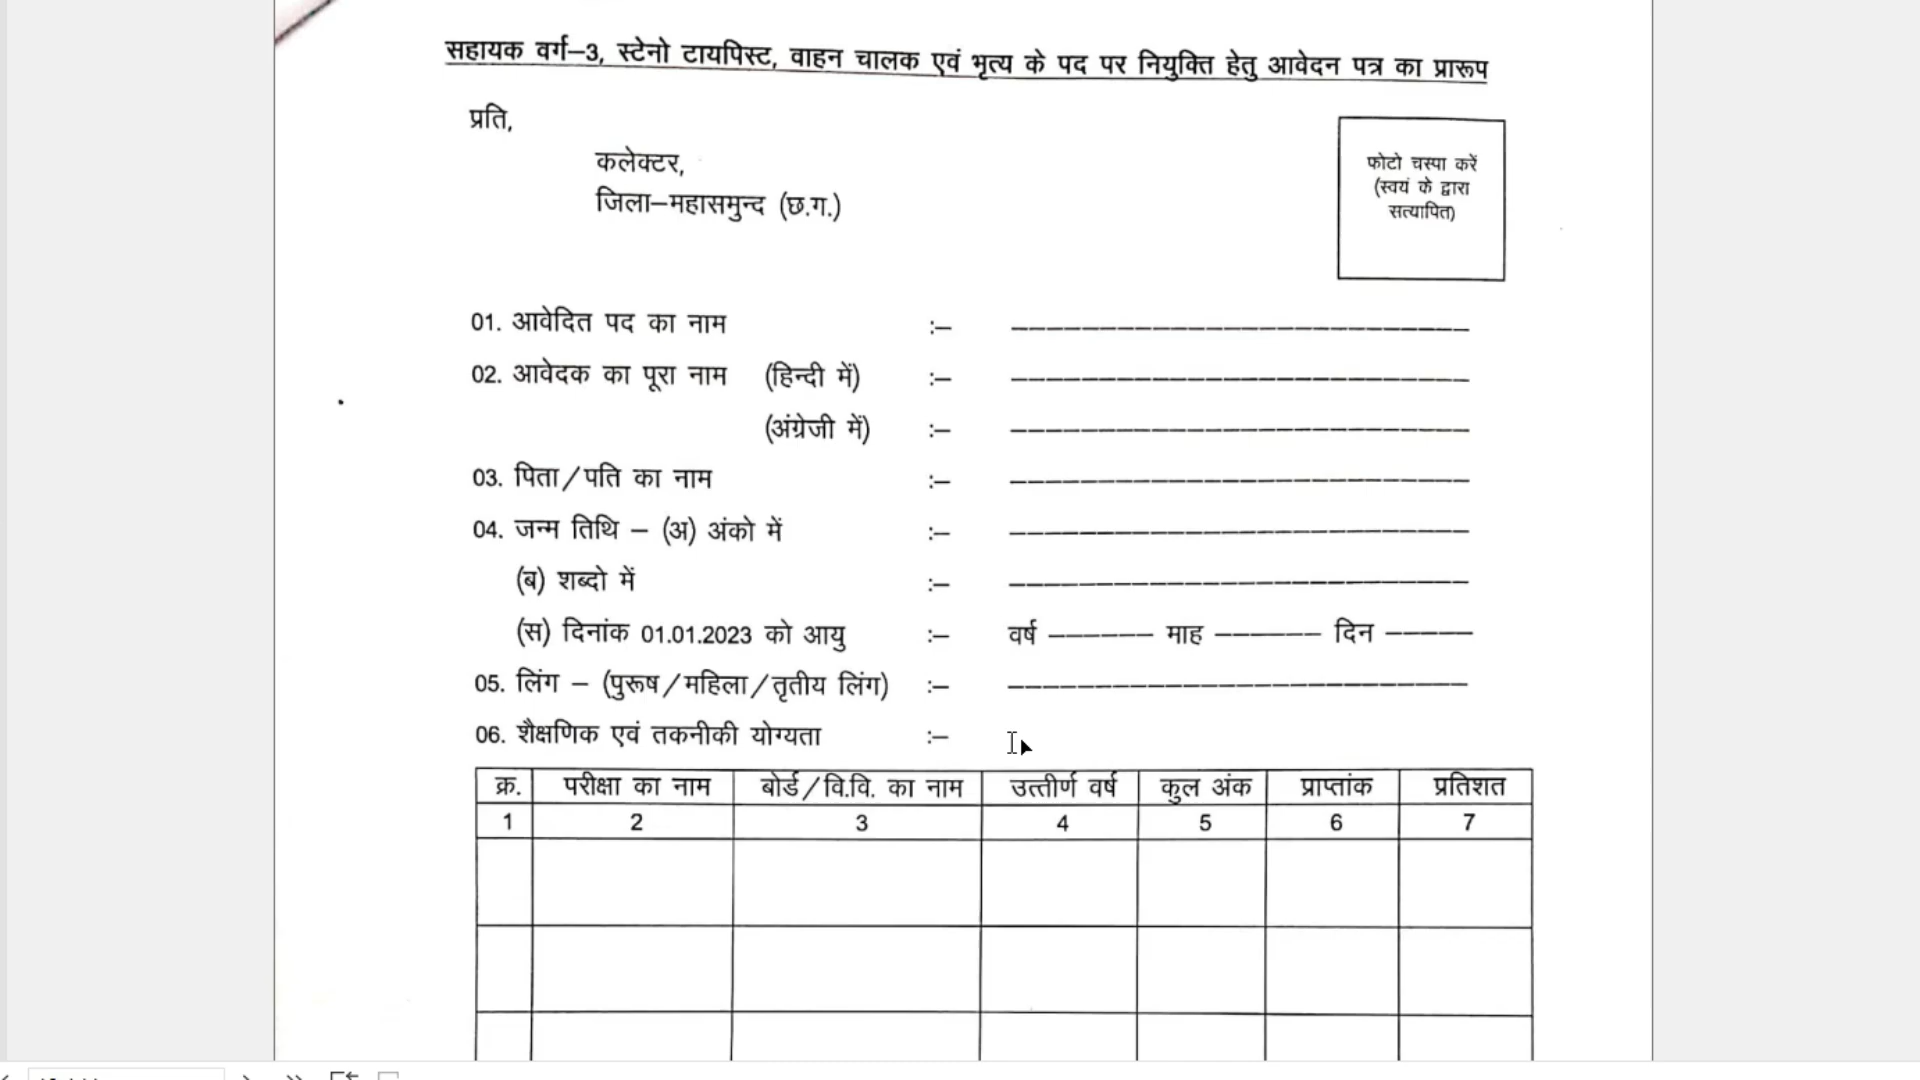 सहायक वर्ग–3, स्टेनो टायपिस्ट, वाहन चालक एवं भृत्य के पद पर नियुक्ति हेतु आवेदन पत्र का प्रारूप
प्रति,
कलेक्टर,
जिला–महासमुन्द (छ.ग.)
फोटो चस्पा करें
(स्वयं के द्वारा
सत्यापित)
01. आवेदित पद का नाम :–
02. आवेदक का पूरा नाम (हिन्दी में) :–
(अंग्रेजी में) :–
03. पिता/पति का नाम :–
04. जन्म तिथि – (अ) अंको में :–
(ब) शब्दो में :–
(स) दिनांक 01.01.2023 को आयु :– वर्ष ------ माह ------ दिन -----
05. लिंग – (पुरूष/महिला/तृतीय लिंग) :–
06. शैक्षणिक एवं तकनीकी योग्यता :–
क्र. परीक्षा का नाम बोर्ड/वि.वि. का नाम उत्तीर्ण वर्ष कुल अंक प्राप्तांक प्रतिशत
1 2 3 4 5 6 7